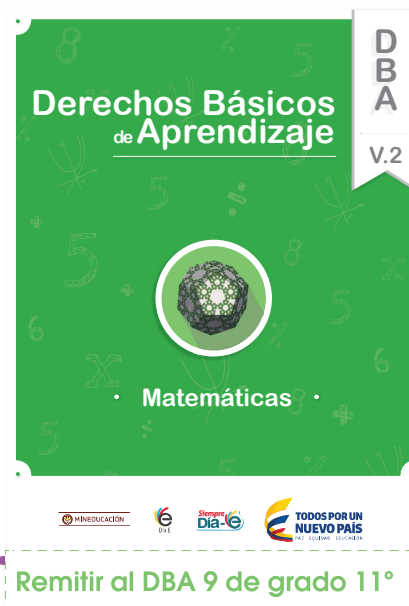 Derechos Básicos
de Aprendizaje
D
B
A
V.2
· Matemáticas ·
MINEDUCACIÓN
Día E
Siempre
Día-e
TODOS POR UN
NUEVO PAÍS
PAZ EQUIDAD EDUCACIÓN
Remitir al DBA 9 de grado 11°